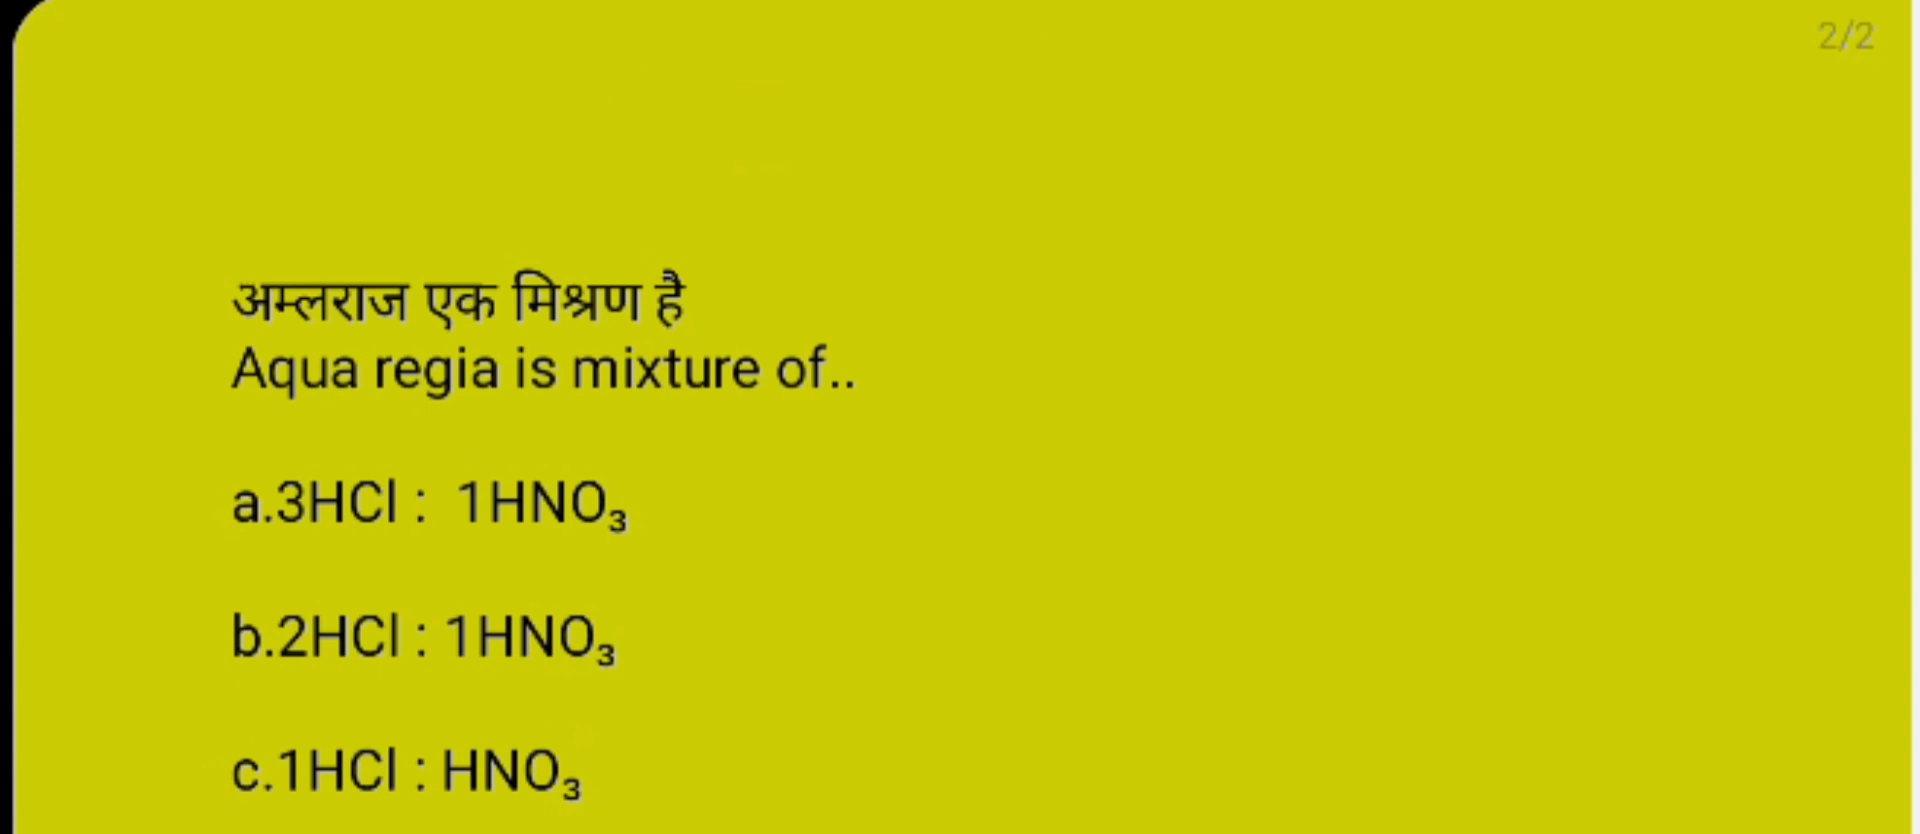 2/2
अम्लराज एक मिश्रण है
Aqua regia is mixture of..
a.3HCl :  1HNO₃
b.2HCl : 1HNO₃
c.1HCl : HNO₃